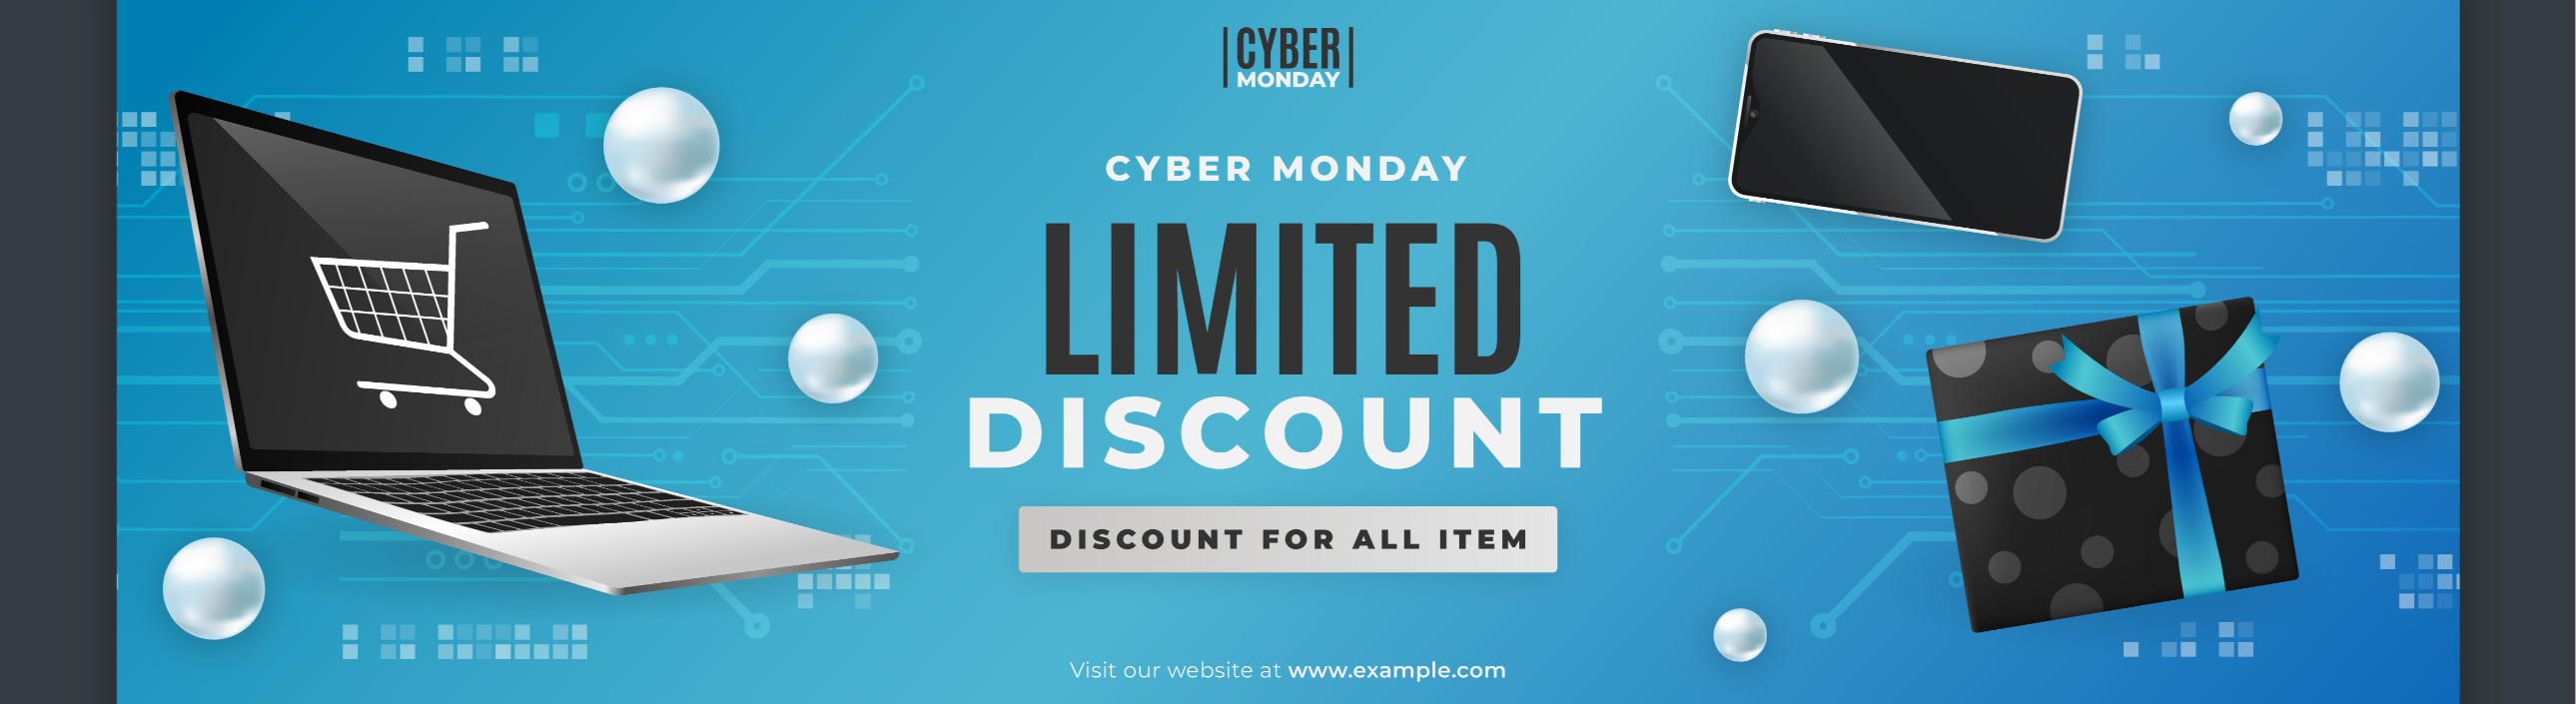 CYBER
MONDAY
CYBER MONDAY
LIMITED
DISCOUNT
DISCOUNT FOR ALL ITEM
Visit our website at www.example.com